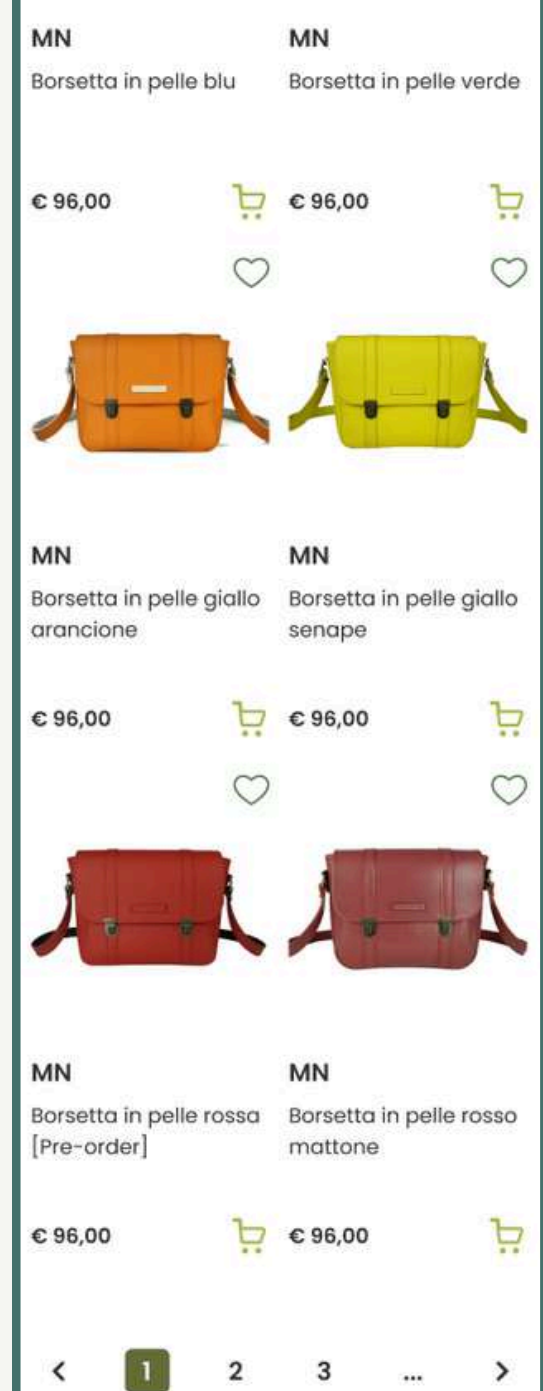 MN
Borsetta in pelle blu
€ 96,00
MN
Borsetta in pelle verde
€ 96,00
MN
Borsetta in pelle giallo
arancione
€ 96,00
MN
Borsetta in pelle giallo
senape
€ 96,00
MN
Borsetta in pelle rossa
[Pre-order]
€ 96,00
MN
Borsetta in pelle rosso
mattone
€ 96,00
< 1 2 3 ... >